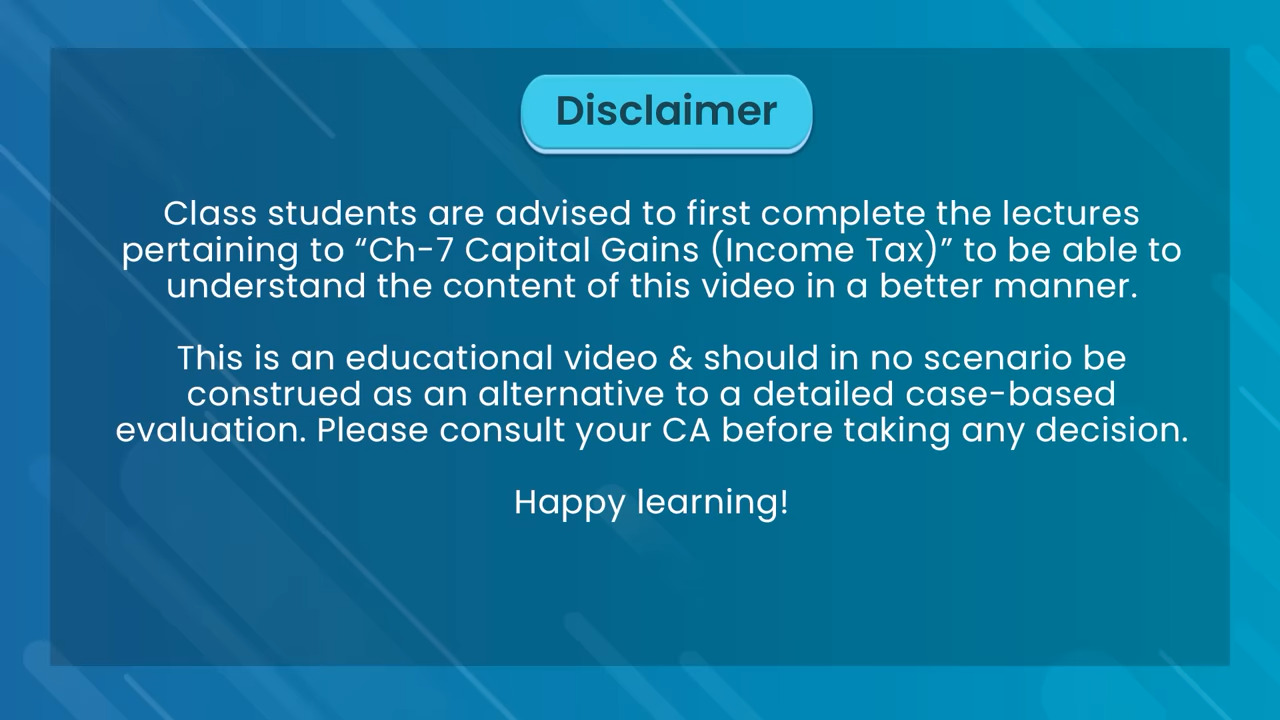 Disclaimer
Class students are advised to first complete the lectures
pertaining to “Ch-7 Capital Gains (Income Tax)” to be able to
understand the content of this video in a better manner.
This is an educational video & should in no scenario be
construed as an alternative to a detailed case-based
evaluation. Please consult your CA before taking any decision.
Happy learning!